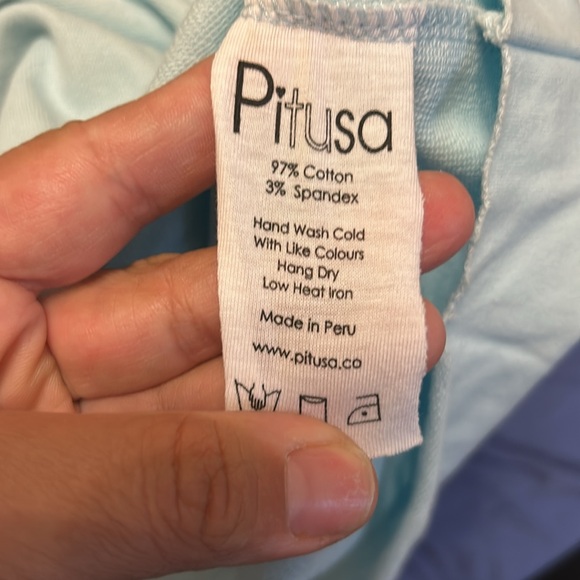 Pitusa
97% Cotton
3% Spandex
Hand Wash Cold
With Like Colours
Hang Dry
Low Heat Iron
Made in Peru
www.pitusa.co